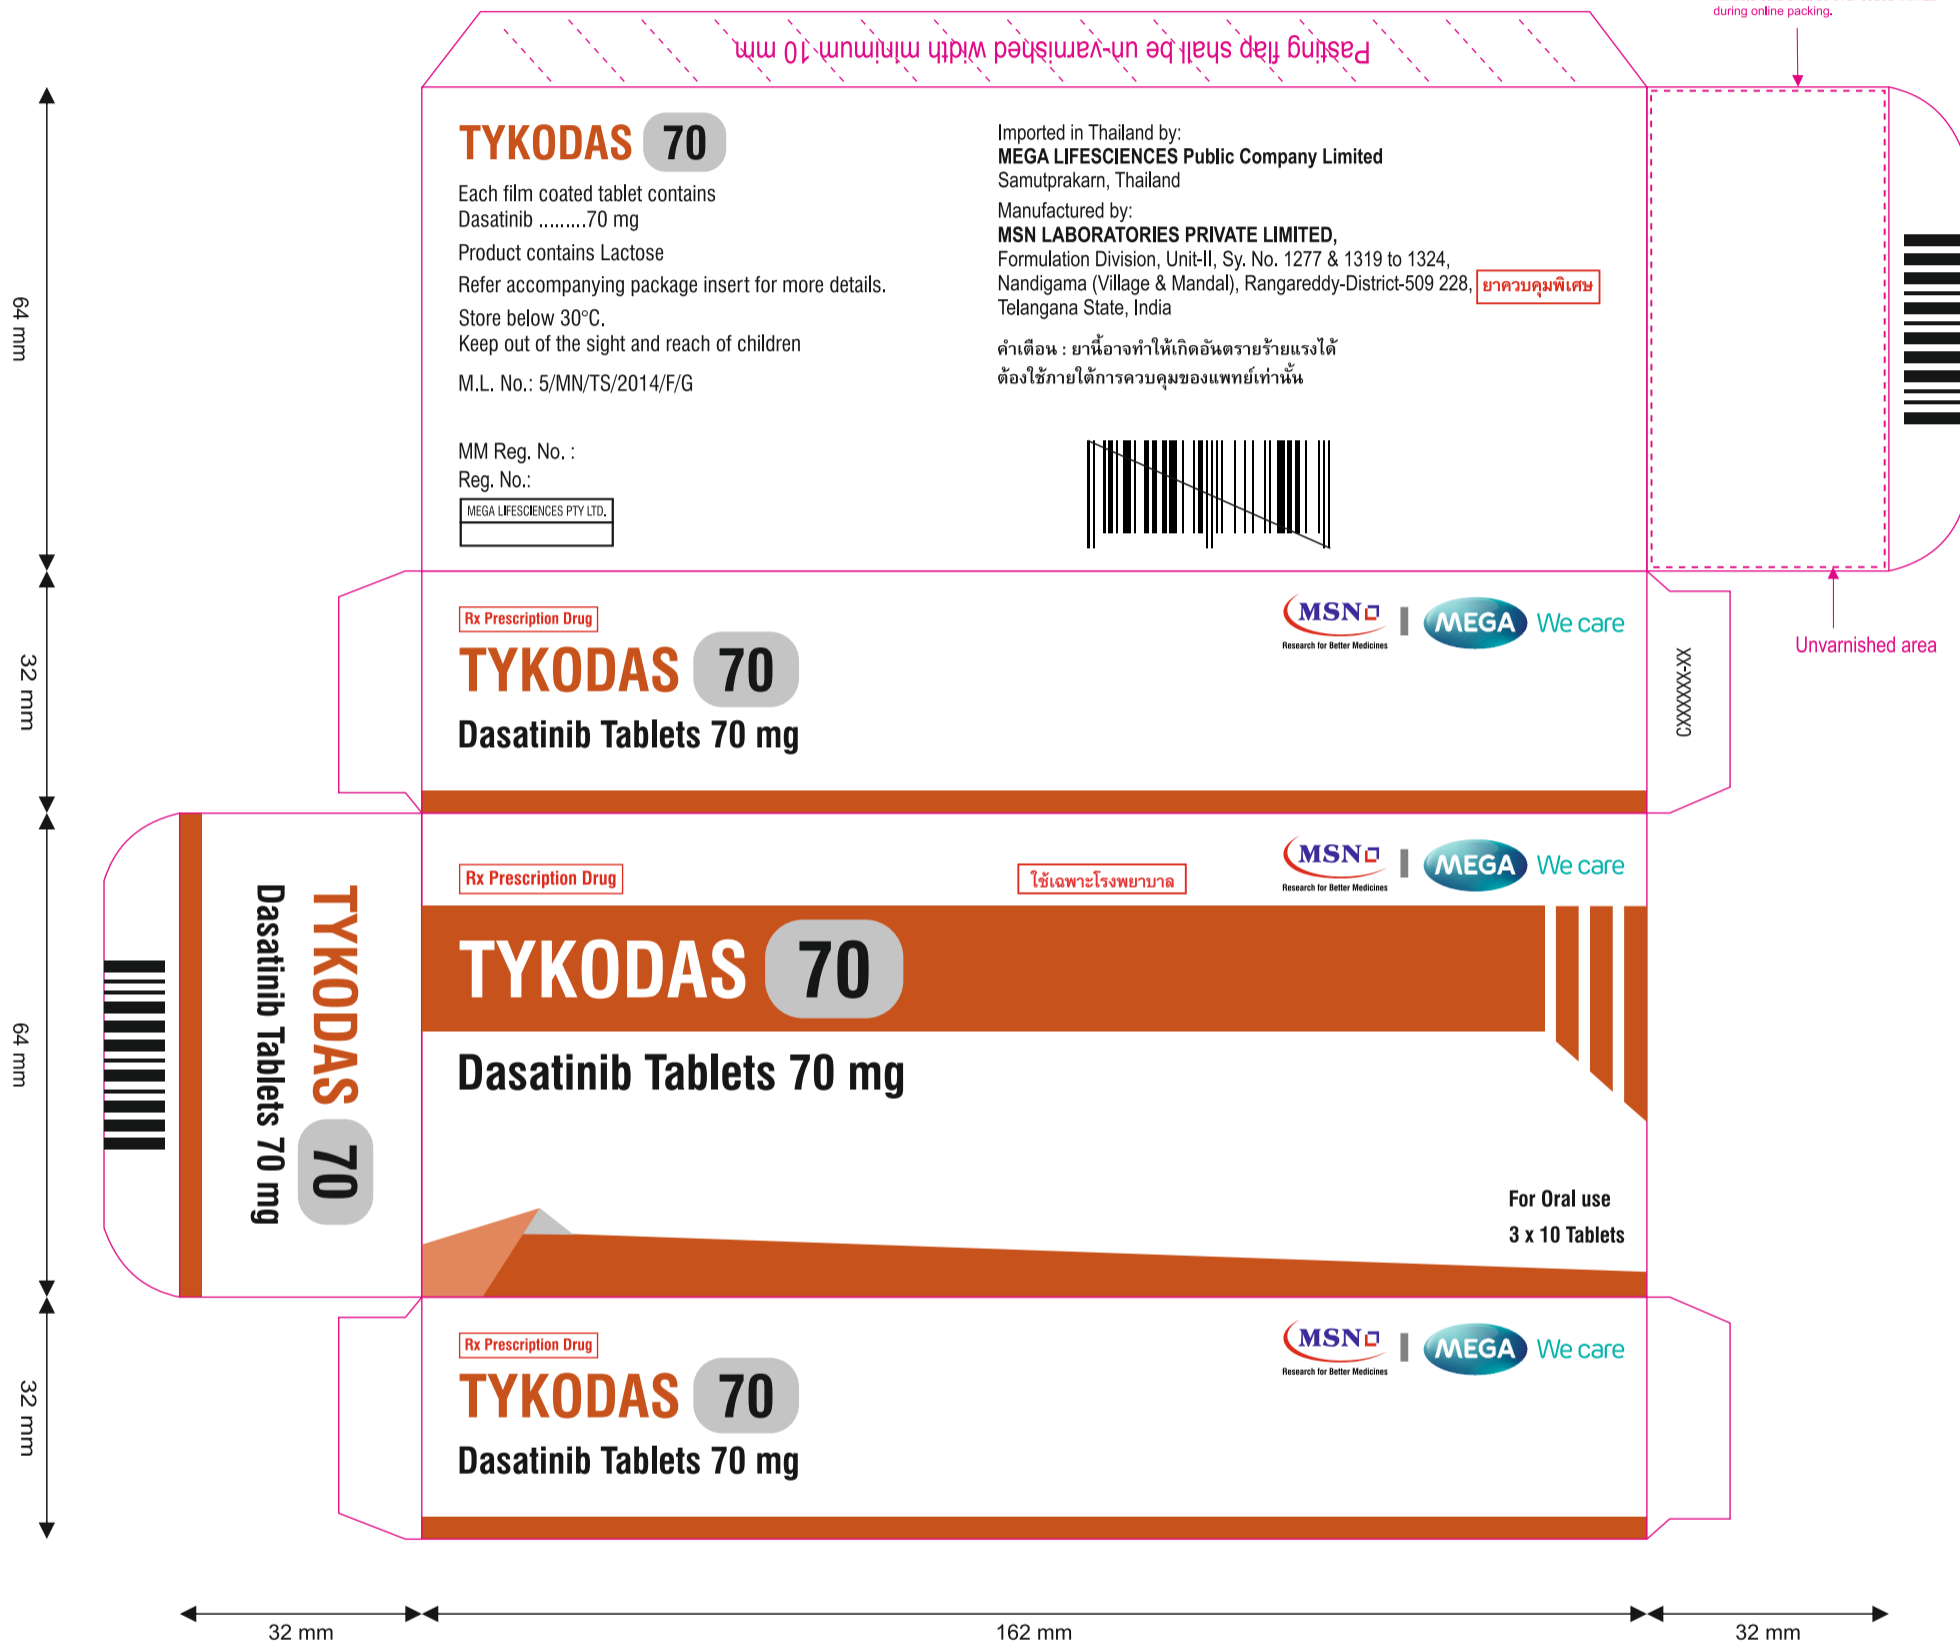 during online packing.
Pasting flap shall be un-varnished width minimum 10 mm
TYKODAS 70
Each film coated tablet contains
Dasatinib .........70 mg
Product contains Lactose
Refer accompanying package insert for more details.
Store below 30°C.
Keep out of the sight and reach of children
M.L. No.: 5/MN/TS/2014/F/G
MM Reg. No. :
Reg. No.:
MEGA LIFESCIENCES PTY LTD.
Imported in Thailand by:
MEGA LIFESCIENCES Public Company Limited
Samutprakarn, Thailand
Manufactured by:
MSN LABORATORIES PRIVATE LIMITED,
Formulation Division, Unit-II, Sy. No. 1277 & 1319 to 1324,
Nandigama (Village & Mandal), Rangareddy-District-509 228,
Telangana State, India
ยาควบคุมพิเศษ
คำเตือน : ยานี้อาจทำให้เกิดอันตรายร้ายแรงได้
ต้องใช้ภายใต้การควบคุมของแพทย์เท่านั้น
64 mm
Unvarnished area
Rx Prescription Drug
TYKODAS 70
Dasatinib Tablets 70 mg
MSN
Research for Better Medicines
MEGA We care
XX-XXXXXXC
32 mm
Rx Prescription Drug
ใช้เฉพาะโรงพยาบาล
MSN
Research for Better Medicines
MEGA We care
TYKODAS 70
Dasatinib Tablets 70 mg
For Oral use
3 x 10 Tablets
TYKODAS 70
Dasatinib Tablets 70 mg
64 mm
Rx Prescription Drug
TYKODAS 70
Dasatinib Tablets 70 mg
MSN
Research for Better Medicines
MEGA We care
32 mm
32 mm
162 mm
32 mm